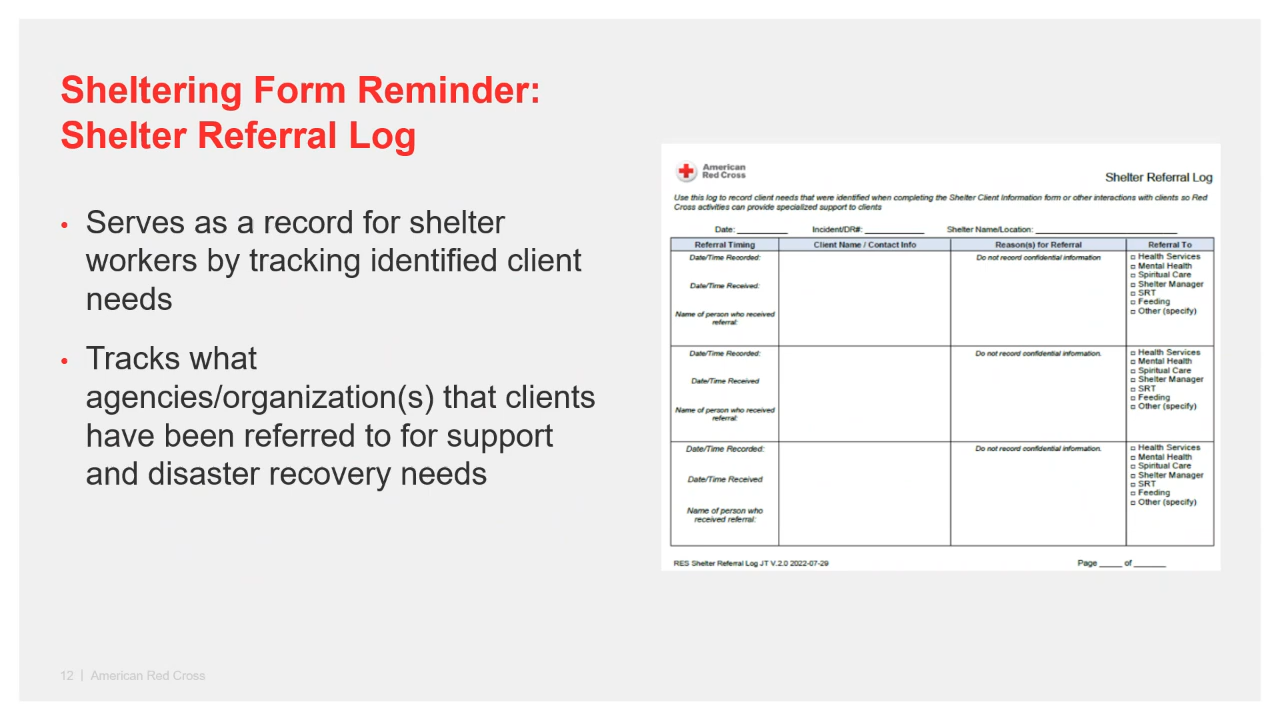 Sheltering Form Reminder:
Shelter Referral Log
• Serves as a record for shelter
workers by tracking identified client
needs
• Tracks what
agencies/organization(s) that clients
have been referred to for support
and disaster recovery needs
American
Red Cross
Shelter Referral Log
Use this log to record client needs that were identified when completing the Shelter Client Information form or other interactions with clients so Red
Cross activities can provide specialized support to clients
Date: __________ Incident/DR#: ____________ Shelter Name/Location: ____________________________
Referral Timing Client Name / Contact Info Reason(s) for Referral Referral To
Date/Time Recorded:
Date/Time Received:
Name of person who received
referral:
Do not record confidential information
□ Health Services
□ Mental Health
□ Spiritual Care
□ Shelter Manager
□ SRT
□ Feeding
□ Other (specify)
Date/Time Recorded:
Date/Time Received
Name of person who received
referral:
Do not record confidential information.
□ Health Services
□ Mental Health
□ Spiritual Care
□ Shelter Manager
□ SRT
□ Feeding
□ Other (specify)
Date/Time Recorded:
Date/Time Received
Name of person who
received referral:
Do not record confidential information.
□ Health Services
□ Mental Health
□ Spiritual Care
□ Shelter Manager
□ SRT
□ Feeding
□ Other (specify)
RES Shelter Referral Log JT V.2.0 2022-07-29
Page _____ of _______
12 | American Red Cross